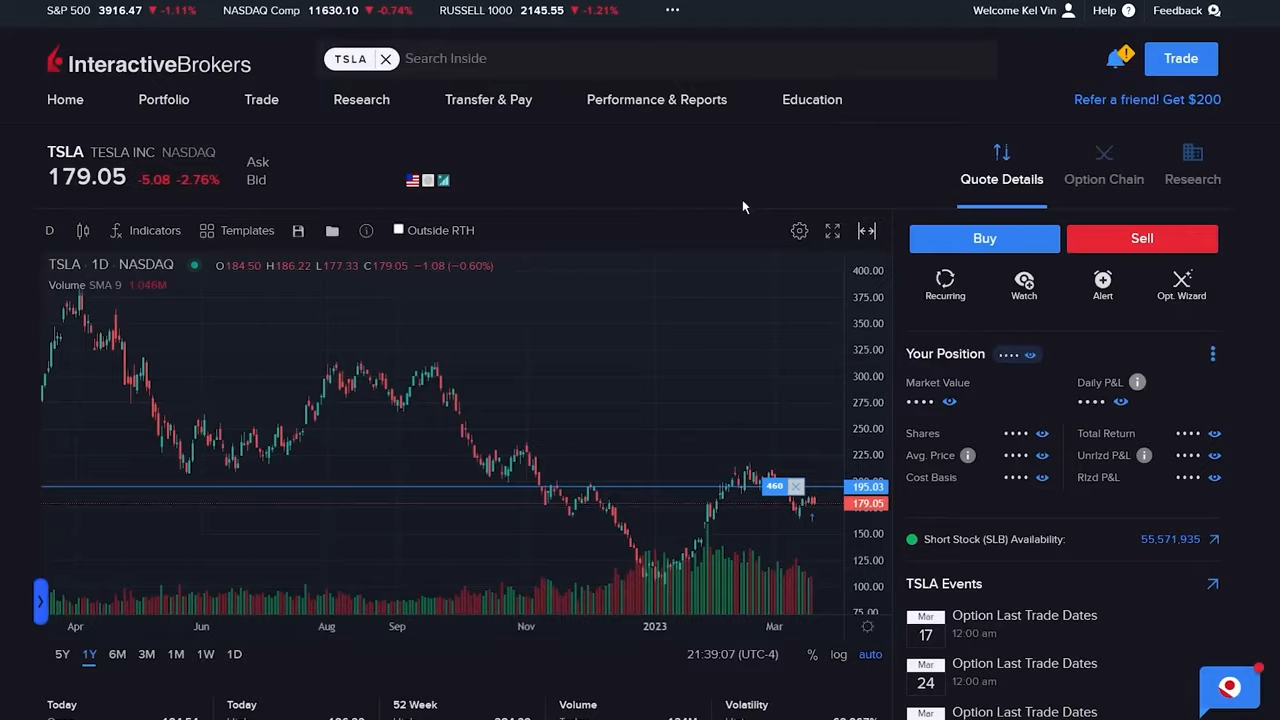 S&P 500 3916.47 ▼ -1.11% NASDAQ Comp 11630.10 ▼ -0.74% RUSSELL 1000 2145.55 ▼ -1.21% ••• Welcome Kel Vin Help ? Feedback
InteractiveBrokers TSLA Search Inside Trade
Home Portfolio Trade Research Transfer & Pay Performance & Reports Education Refer a friend! Get $200
TSLA TESLA INC NASDAQ
179.05 -5.08 -2.76%
Ask
Bid
Quote Details Option Chain Research
D Indicators Templates Outside RTH
Buy Sell
TSLA · 1D · NASDAQ O184.50 H186.22 L177.33 C179.05 −1.08 (−0.60%)
Volume SMA 9 1.046M
Recurring Watch Alert Opt. Wizard
400.00
375.00
350.00
325.00
300.00
275.00
250.00
225.00
460 195.03
179.05
150.00
125.00
100.00
75.00
Apr Jun Aug Sep Nov 2023 Mar
5Y 1Y 6M 3M 1M 1W 1D 21:39:07 (UTC-4) % log auto
Your Position ••••
Market Value Daily P&L
•••• ••••
Shares •••• Total Return ••••
Avg. Price •••• Unrlzd P&L ••••
Cost Basis •••• Rlzd P&L ••••
Short Stock (SLB) Availability: 55,571,935
TSLA Events
Mar 17 Option Last Trade Dates
12:00 am
Mar 24 Option Last Trade Dates
12:00 am
Mar Option Last Trade Dates
Today Today 52 Week Volume Volatility